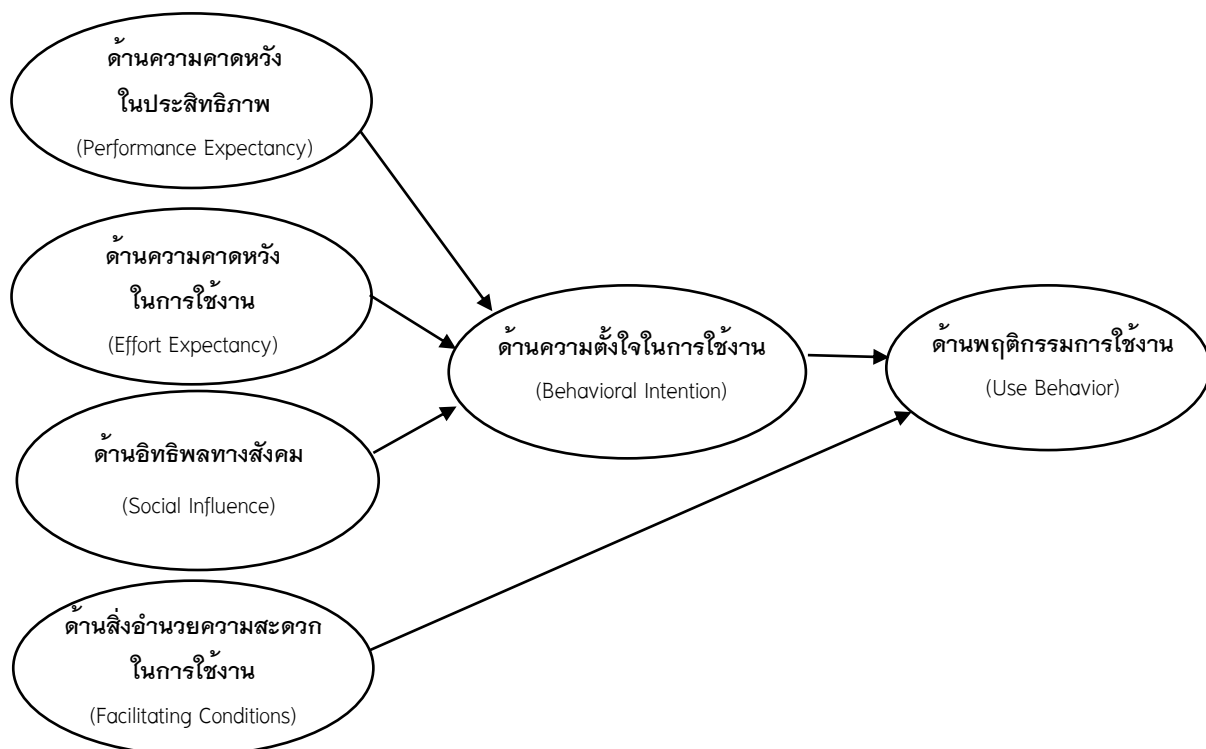 ด้านความคาดหวัง
ในประสิทธิภาพ
(Performance Expectancy)
ด้านความคาดหวัง
ในการใช้งาน
(Effort Expectancy)
ด้านอิทธิพลทางสังคม
(Social Influence)
ด้านสิ่งอำนวยความสะดวก
ในการใช้งาน
(Facilitating Conditions)
ด้านความตั้งใจในการใช้งาน
(Behavioral Intention)
ด้านพฤติกรรมการใช้งาน
(Use Behavior)